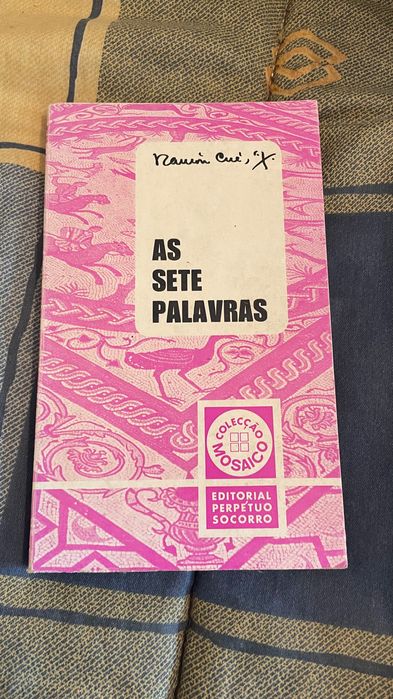 Ramón Cué, S.J.
AS
SETE
PALAVRAS
COLECÇÃO
MOSAICO
EDITORIAL
PERPÉTUO
SOCORRO